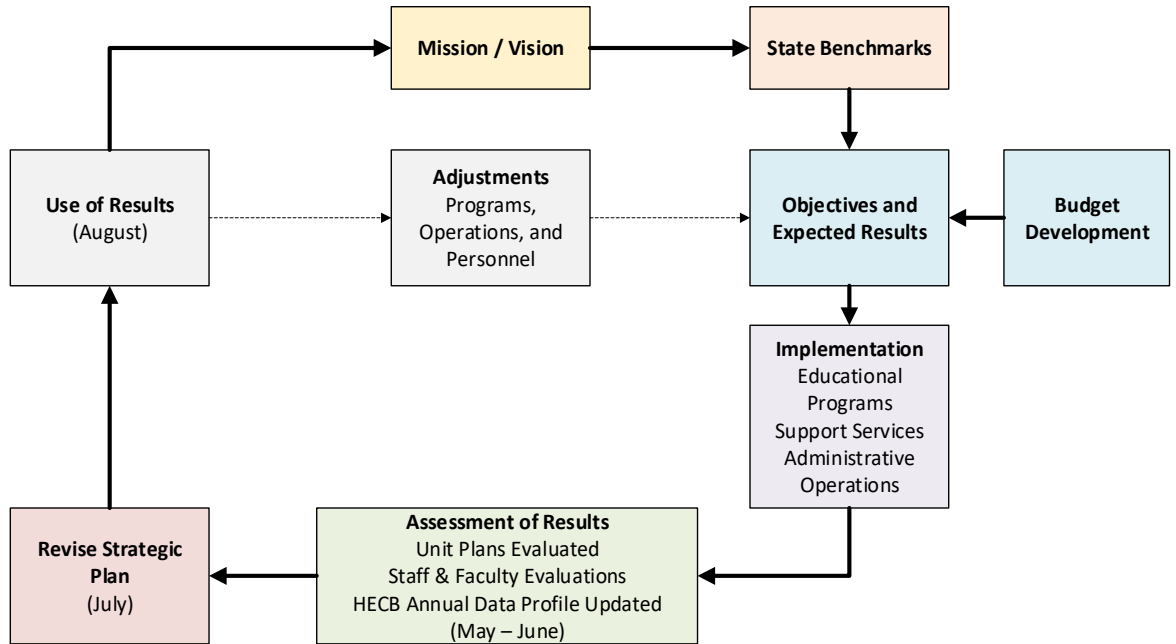 Mission / Vision
State Benchmarks
Use of Results
(August)
Adjustments
Programs,
Operations, and
Personnel
Objectives and
Expected Results
Budget
Development
Implementation
Educational
Programs
Support Services
Administrative
Operations
Revise Strategic
Plan
(July)
Assessment of Results
Unit Plans Evaluated
Staff & Faculty Evaluations
HECB Annual Data Profile Updated
(May – June)